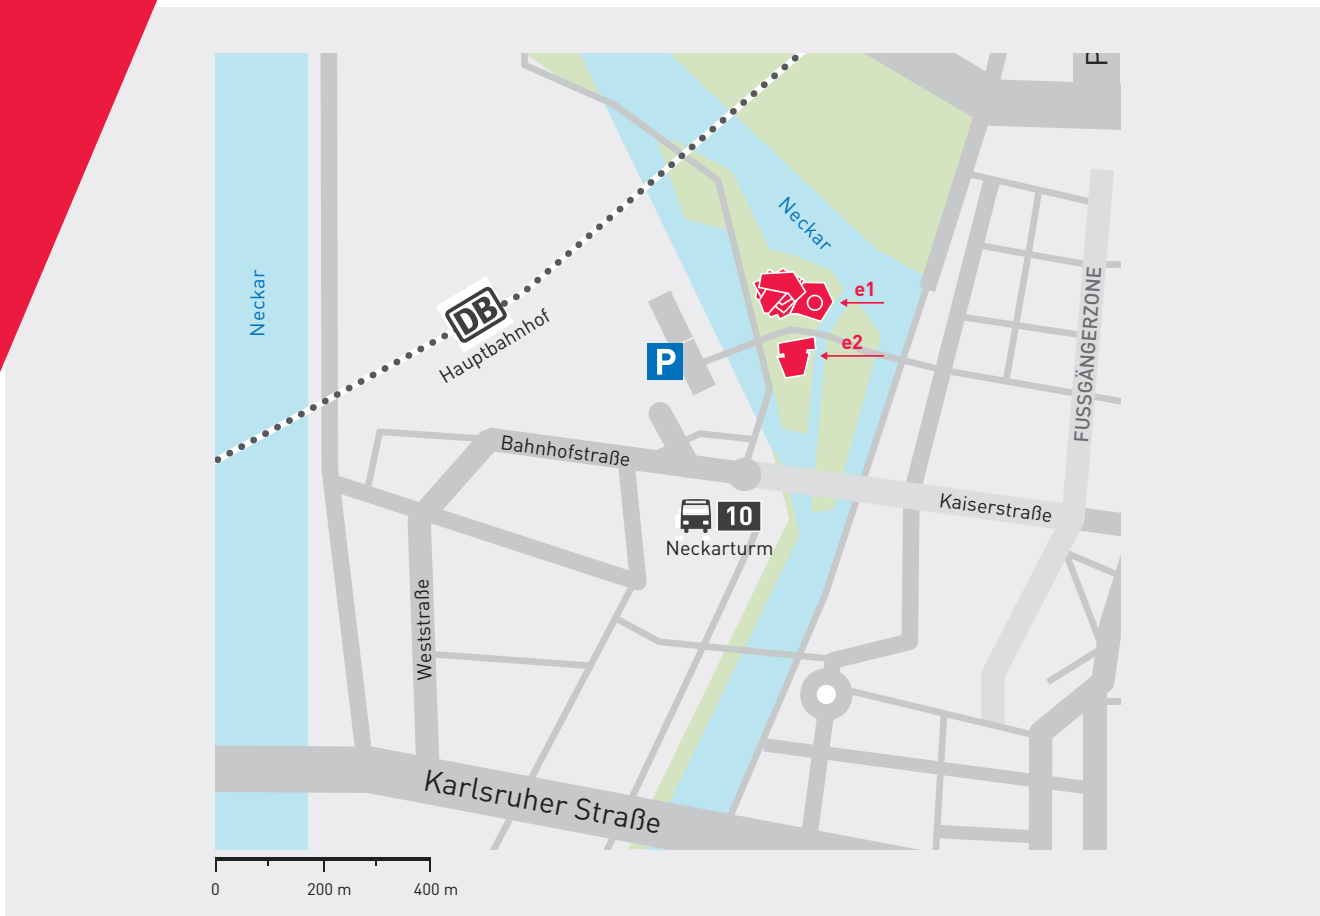 P
Neckar
Neckar
e1
DB
Hauptbahnhof
e2
P
FUSSGÄNGERZONE
Bahnhofstraße
Kaiserstraße
10
Neckarturm
Weststraße
Karlsruher Straße
0
200 m
400 m